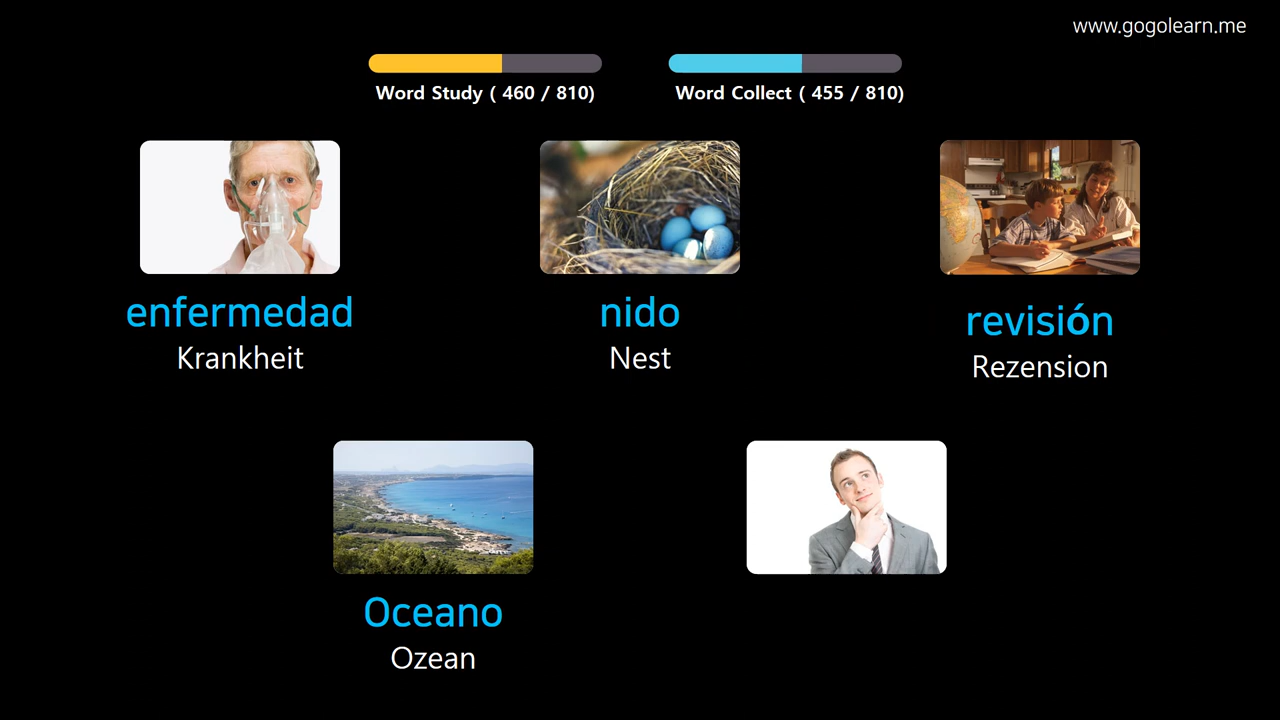 www.gogolearn.me
Word Study ( 460 / 810)
Word Collect ( 455 / 810)
enfermedad
Krankheit
nido
Nest
revisión
Rezension
Oceano
Ozean